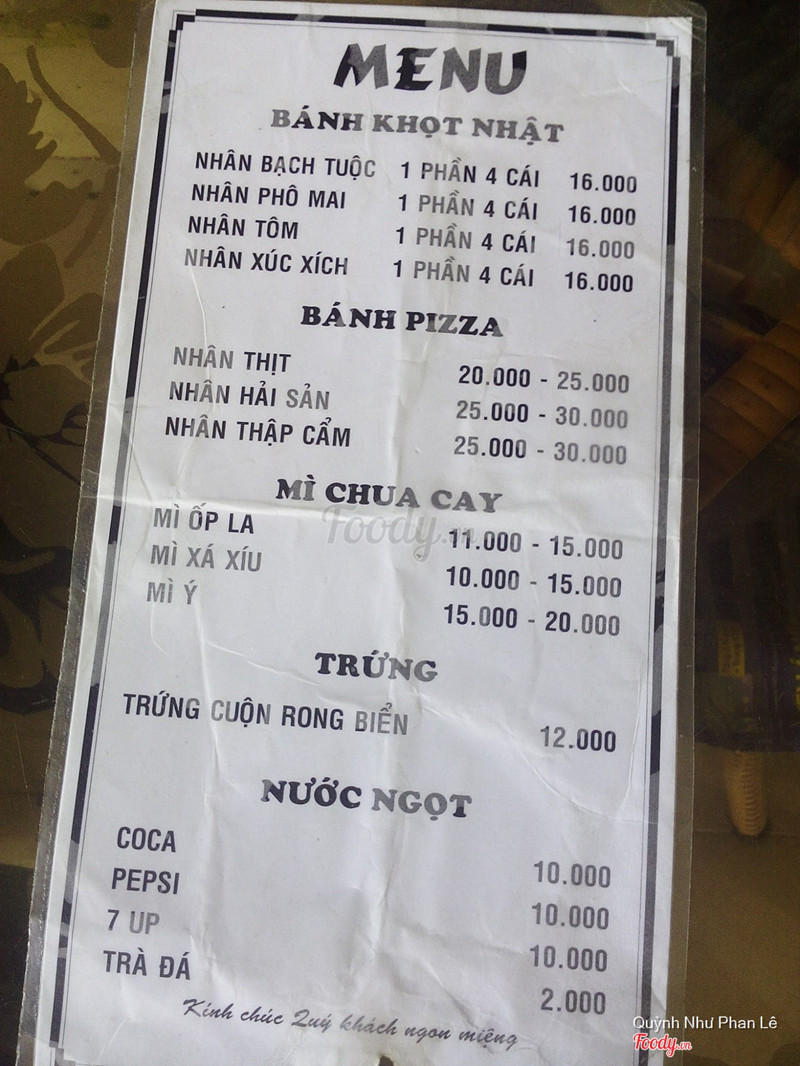 MENU
BÁNH KHỌT NHẬT
NHÂN BẠCH TUỘC 1 PHẦN 4 CÁI 16.000
NHÂN PHÔ MAI 1 PHẦN 4 CÁI 16.000
NHÂN TÔM 1 PHẦN 4 CÁI 16.000
NHÂN XÚC XÍCH 1 PHẦN 4 CÁI 16.000
BÁNH PIZZA
NHÂN THỊT 20.000 - 25.000
NHÂN HẢI SẢN 25.000 - 30.000
NHÂN THẬP CẨM 25.000 - 30.000
MÌ CHUA CAY
MÌ ỐP LA 11.000 - 15.000
MÌ XÁ XÍU 10.000 - 15.000
MÌ Ý 15.000 - 20.000
Foody.vn
TRỨNG
TRỨNG CUỘN RONG BIỂN 12.000
NƯỚC NGỌT
COCA 10.000
PEPSI 10.000
7 UP 10.000
TRÀ ĐÁ 2.000
Kính chúc Quý khách ngon miệng
Quỳnh Như Phan Lê
Foody.vn